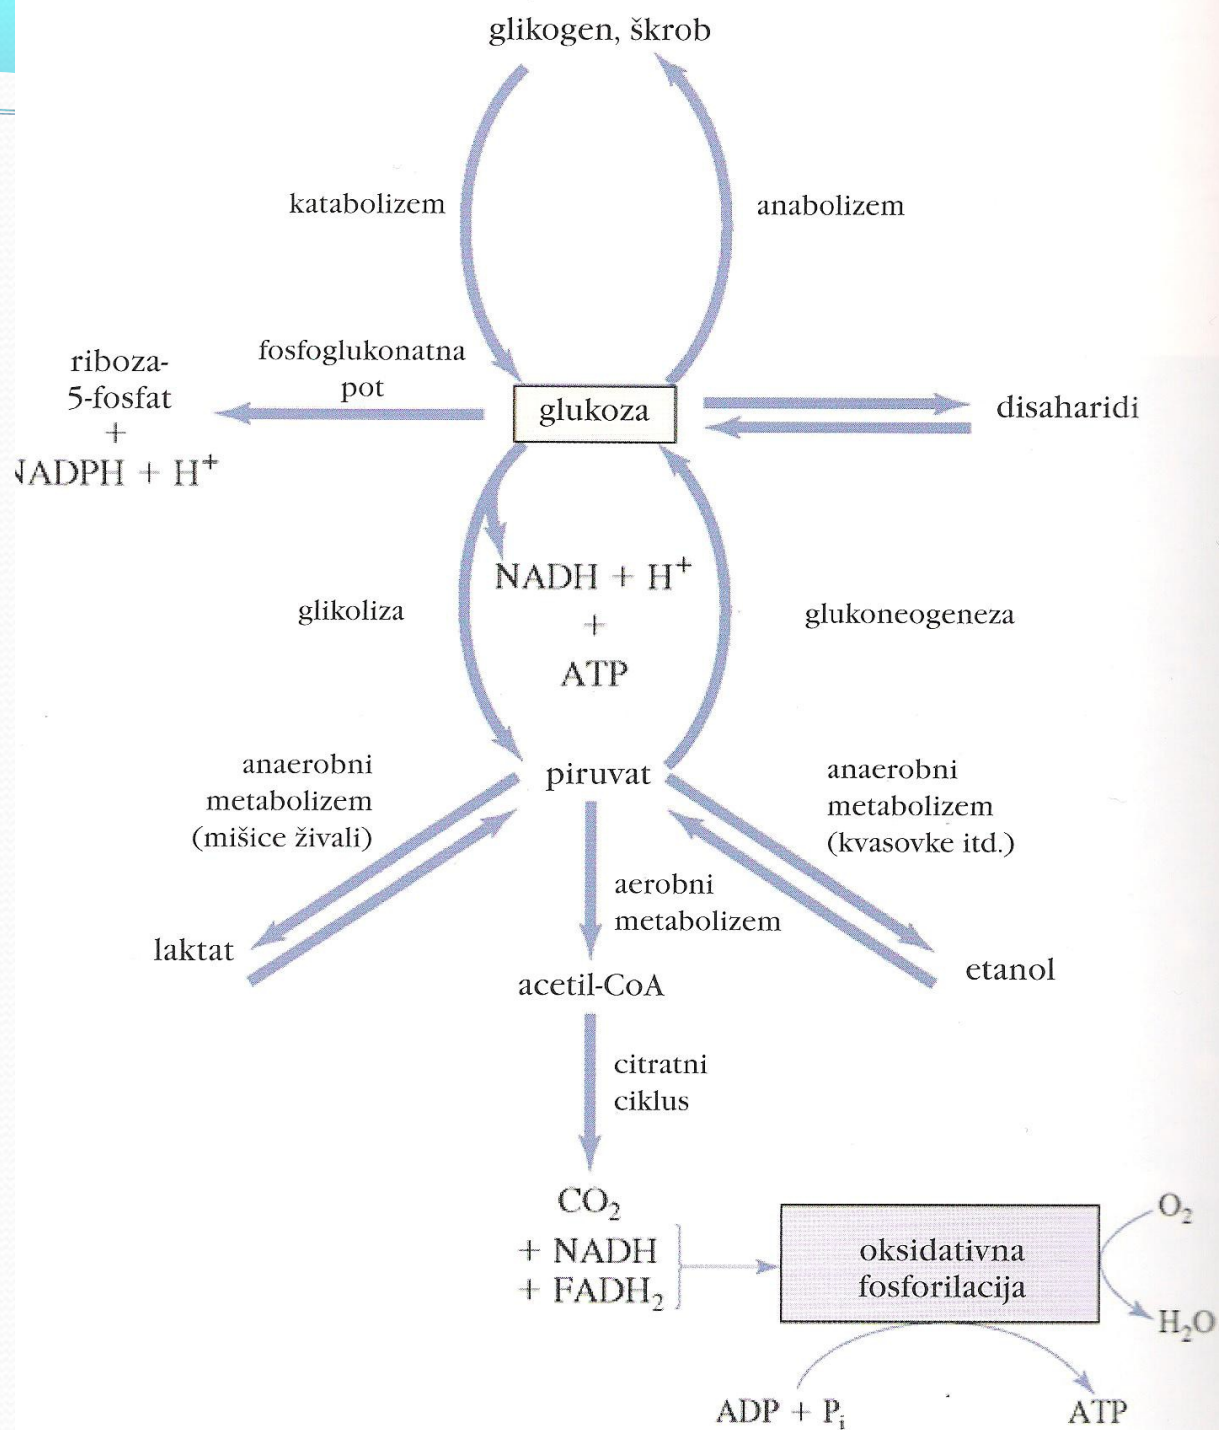 glikogen, škrob
katabolizem
anabolizem
riboza-
5-fosfat
+
NADPH + H⁺
fosfoglukonatna
pot
glukoza
disaharidi
NADH + H⁺
+
ATP
glikoliza
glukoneogeneza
piruvat
anaerobni
metabolizem
(mišice živali)
anaerobni
metabolizem
(kvasovke itd.)
aerobni
metabolizem
laktat
etanol
acetil-CoA
citratni
ciklus
CO₂
+ NADH
+ FADH₂
oksidativna
fosforilacija
O₂
H₂O
ADP + Pᵢ
ATP